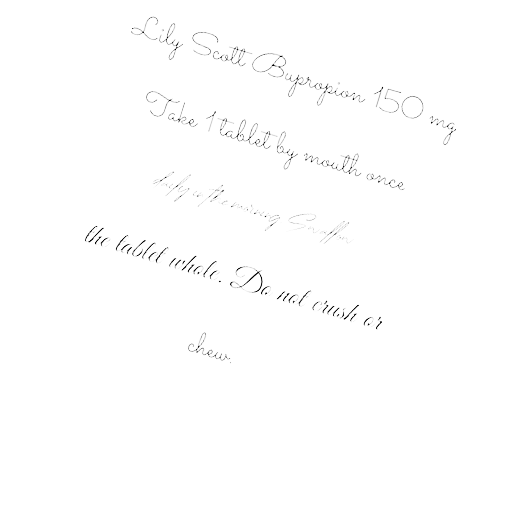 Lily Scott Bupropion 150 mg
Take 1 tablet by mouth once
daily in the morning Swallow
the tablet whole. Do not crush or
chew.